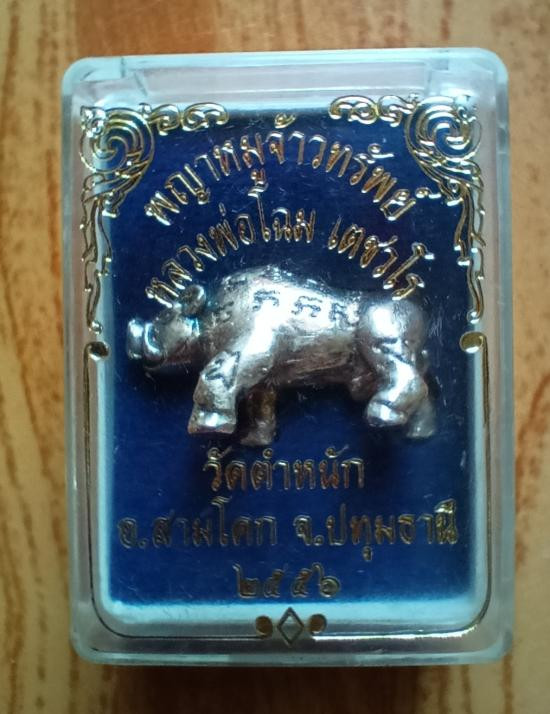 พญาหมูจ้าวทรัพย์
หลวงพ่อโฉม เตชวโร
วัดตำหนัก
อ.สามโคก จ.ปทุมธานี
๒๕๕๖